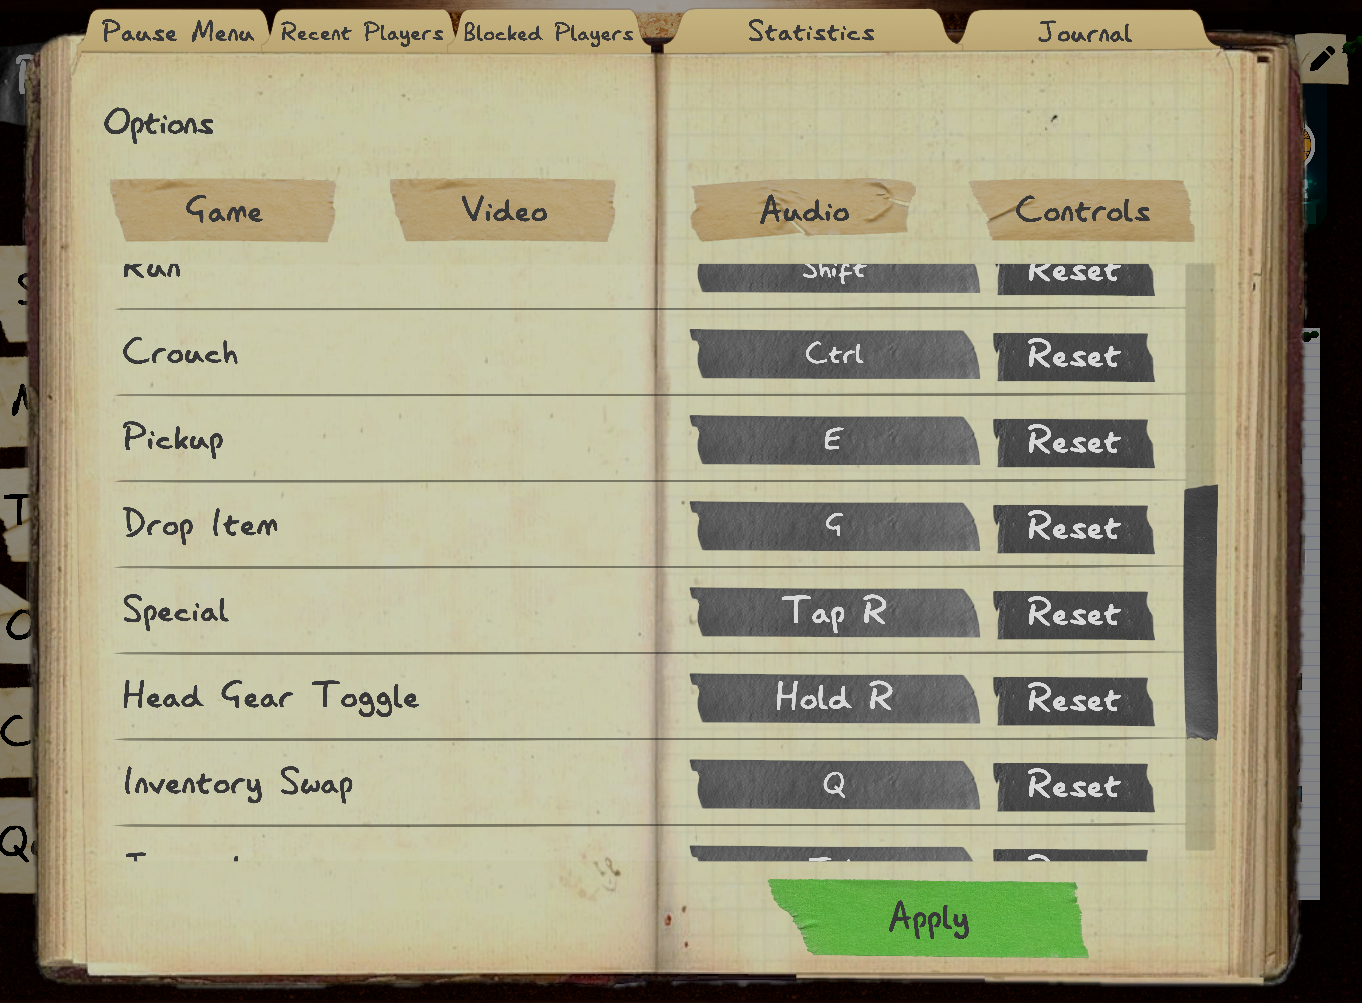 Pause Menu Recent Players Blocked Players Statistics Journal
Options
Game Video Audio Controls
Run Shift Reset
Crouch Ctrl Reset
Pickup E Reset
Drop Item G Reset
Special Tap R Reset
Head Gear Toggle Hold R Reset
Inventory Swap Q Reset
Apply